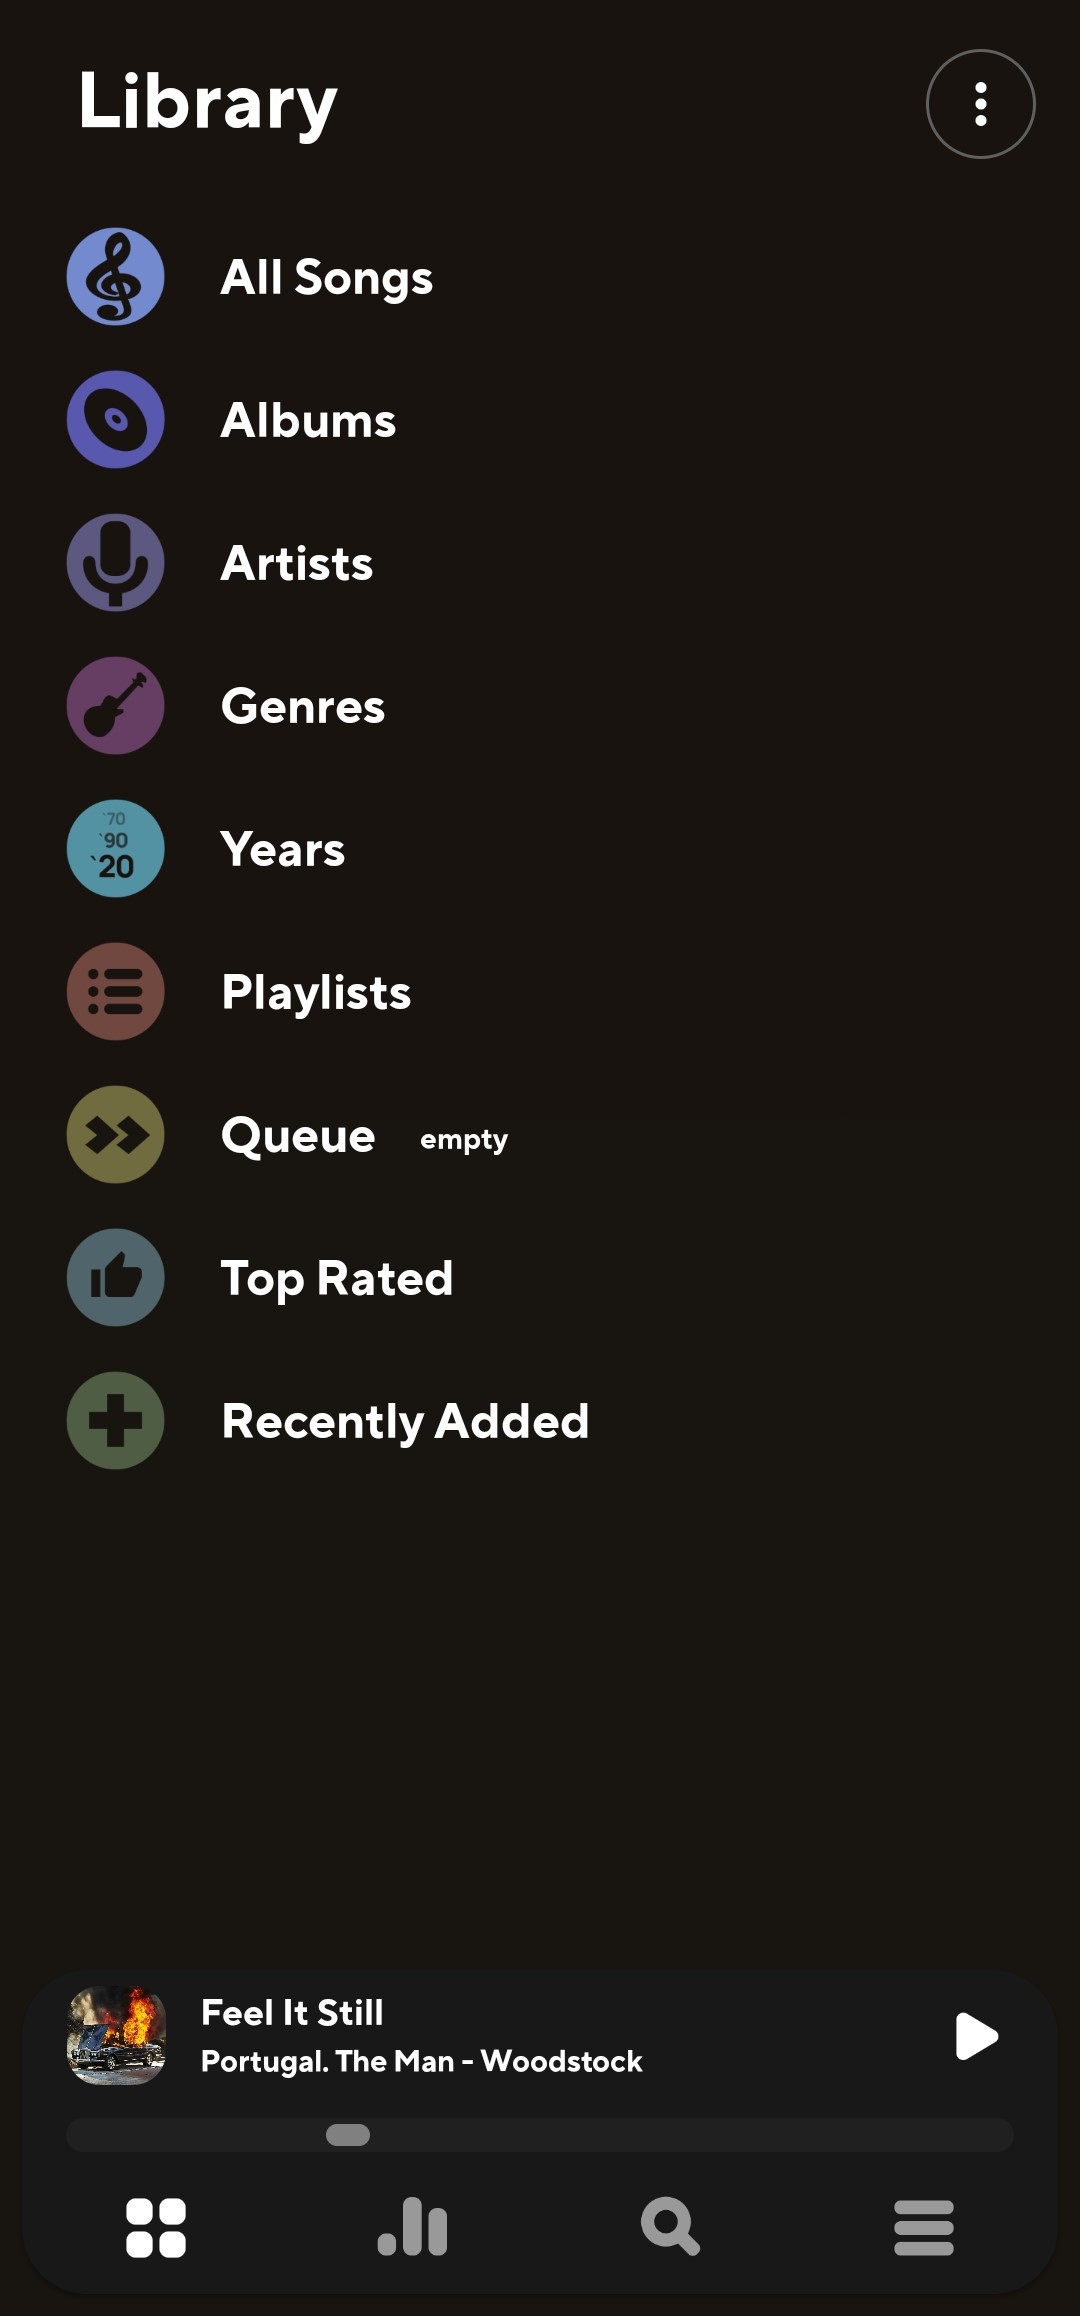 Library
All Songs
Albums
Artists
Genres
`70
`90
`20
Years
Playlists
Queue empty
Top Rated
Recently Added
Feel It Still
Portugal. The Man - Woodstock